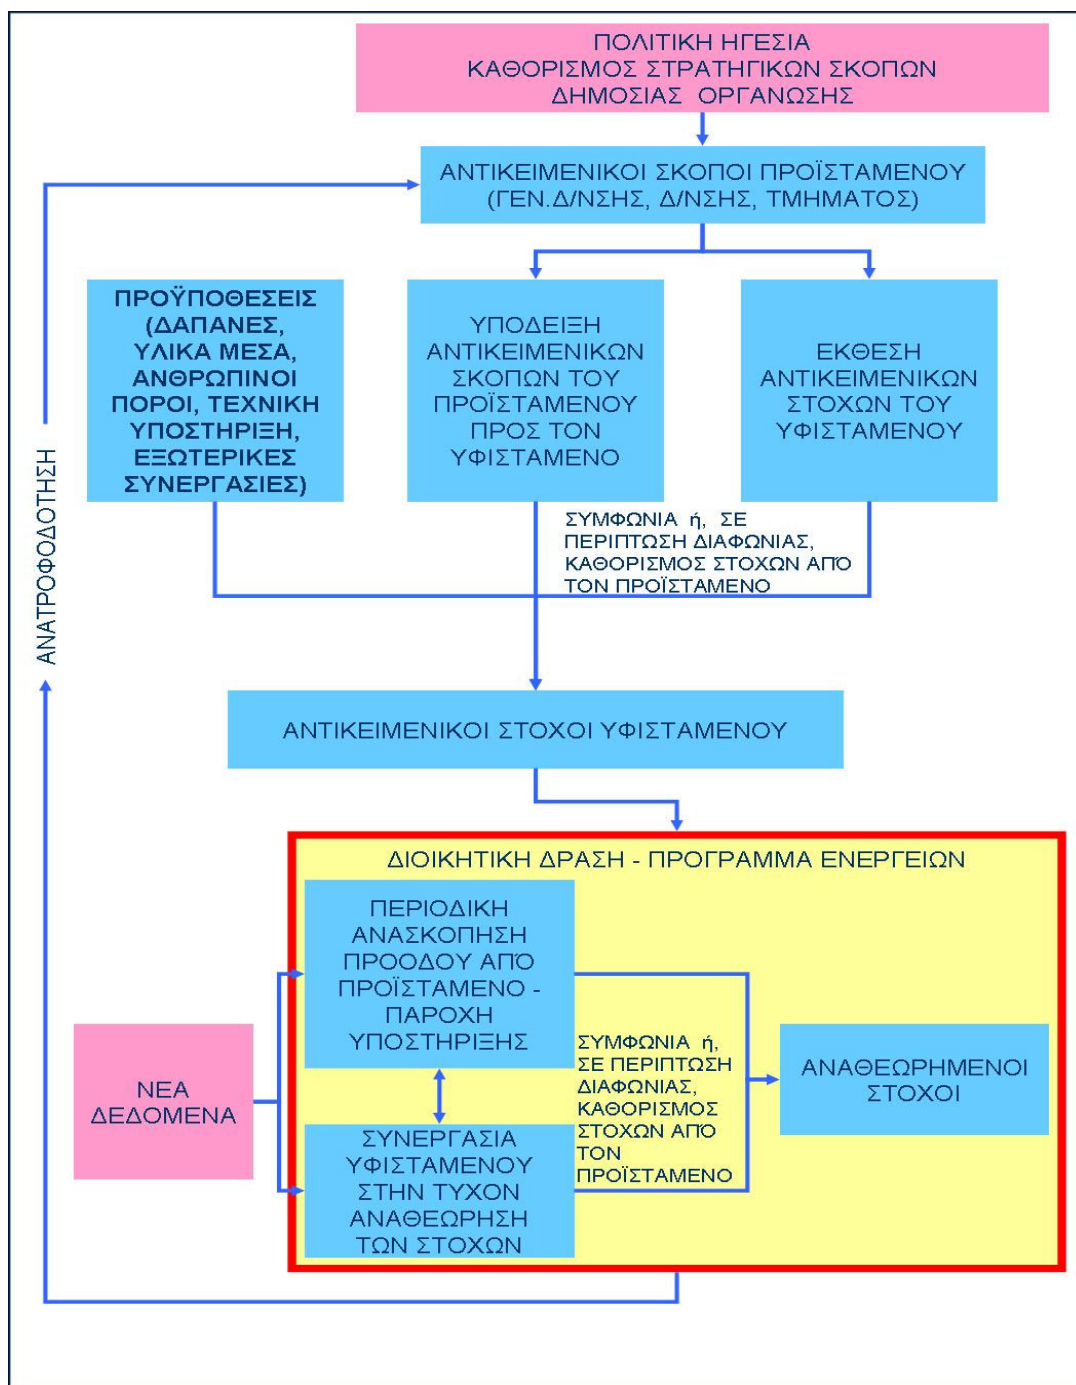 ΠΟΛΙΤΙΚΗ ΗΓΕΣΙΑ
ΚΑΘΟΡΙΣΜΟΣ ΣΤΡΑΤΗΓΙΚΩΝ ΣΚΟΠΩΝ
ΔΗΜΟΣΙΑΣ ΟΡΓΑΝΩΣΗΣ
ΑΝΤΙΚΕΙΜΕΝΙΚΟΙ ΣΚΟΠΟΙ ΠΡΟΪΣΤΑΜΕΝΟΥ
(ΓΕΝ.Δ/ΝΣΗΣ, Δ/ΝΣΗΣ, ΤΜΗΜΑΤΟΣ)
ΠΡΟΫΠΟΘΕΣΕΙΣ
(ΔΑΠΑΝΕΣ,
ΥΛΙΚΑ ΜΕΣΑ,
ΑΝΘΡΩΠΙΝΟΙ
ΠΟΡΟΙ, ΤΕΧΝΙΚΗ
ΥΠΟΣΤΗΡΙΞΗ,
ΕΞΩΤΕΡΙΚΕΣ
ΣΥΝΕΡΓΑΣΙΕΣ)
ΥΠΟΔΕΙΞΗ
ΑΝΤΙΚΕΙΜΕΝΙΚΩΝ
ΣΚΟΠΩΝ ΤΟΥ
ΠΡΟΪΣΤΑΜΕΝΟΥ
ΠΡΟΣ ΤΟΝ
ΥΦΙΣΤΑΜΕΝΟ
ΕΚΘΕΣΗ
ΑΝΤΙΚΕΙΜΕΝΙΚΩΝ
ΣΤΟΧΩΝ ΤΟΥ
ΥΦΙΣΤΑΜΕΝΟΥ
ΑΝΑΤΡΟΦΟΔΟΤΗΣΗ
ΣΥΜΦΩΝΙΑ ή, ΣΕ
ΠΕΡΙΠΤΩΣΗ ΔΙΑΦΩΝΙΑΣ,
ΚΑΘΟΡΙΣΜΟΣ ΣΤΟΧΩΝ ΑΠΌ
ΤΟΝ ΠΡΟΪΣΤΑΜΕΝΟ
ΑΝΤΙΚΕΙΜΕΝΙΚΟΙ ΣΤΟΧΟΙ ΥΦΙΣΤΑΜΕΝΟΥ
ΔΙΟΙΚΗΤΙΚΗ ΔΡΑΣΗ - ΠΡΟΓΡΑΜΜΑ ΕΝΕΡΓΕΙΩΝ
ΠΕΡΙΟΔΙΚΗ
ΑΝΑΣΚΟΠΗΣΗ
ΠΡΟΟΔΟΥ ΑΠΌ
ΠΡΟΪΣΤΑΜΕΝΟ -
ΠΑΡΟΧΗ
ΥΠΟΣΤΗΡΙΞΗΣ
ΝΕΑ
ΔΕΔΟΜΕΝΑ
ΣΥΜΦΩΝΙΑ ή,
ΣΕ ΠΕΡΙΠΤΩΣΗ
ΔΙΑΦΩΝΙΑΣ,
ΚΑΘΟΡΙΣΜΟΣ
ΣΤΟΧΩΝ ΑΠΌ
ΤΟΝ
ΠΡΟΪΣΤΑΜΕΝΟ
ΑΝΑΘΕΩΡΗΜΕΝΟΙ
ΣΤΟΧΟΙ
ΣΥΝΕΡΓΑΣΙΑ
ΥΦΙΣΤΑΜΕΝΟΥ
ΣΤΗΝ ΤΥΧΟΝ
ΑΝΑΘΕΩΡΗΣΗ
ΤΩΝ ΣΤΟΧΩΝ